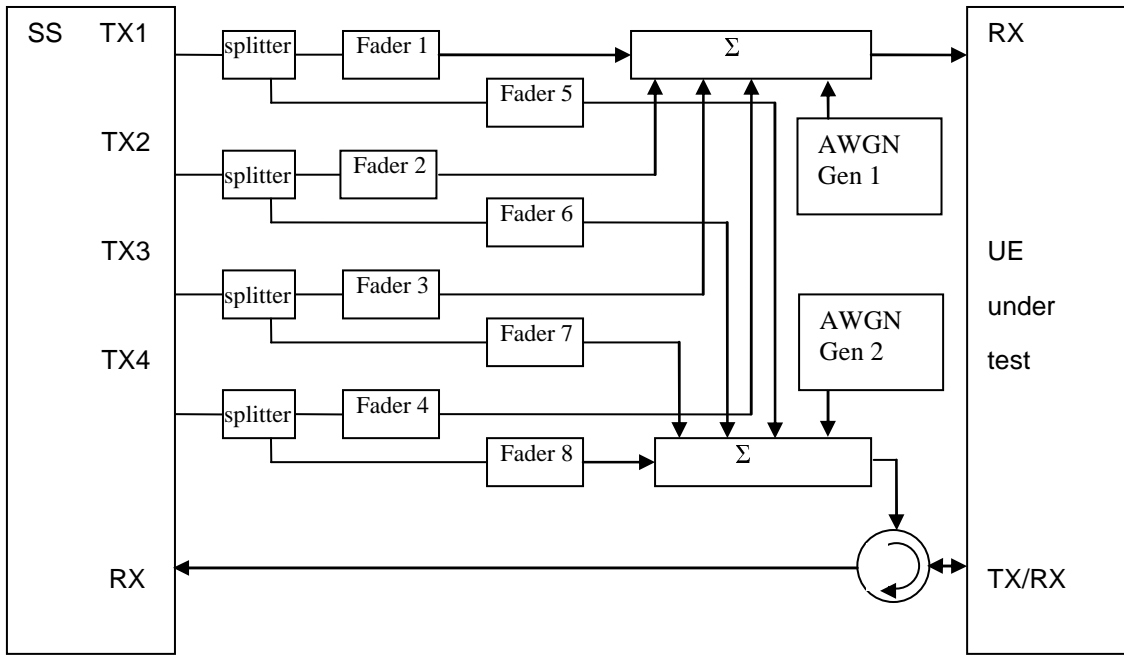 SS TX1
splitter
Fader 1
Σ
RX
Fader 5
TX2
AWGN
Gen 1
splitter
Fader 2
Fader 6
TX3
UE
splitter
Fader 3
under
AWGN
Gen 2
Fader 7
TX4
test
splitter
Fader 4
Fader 8
Σ
RX
TX/RX